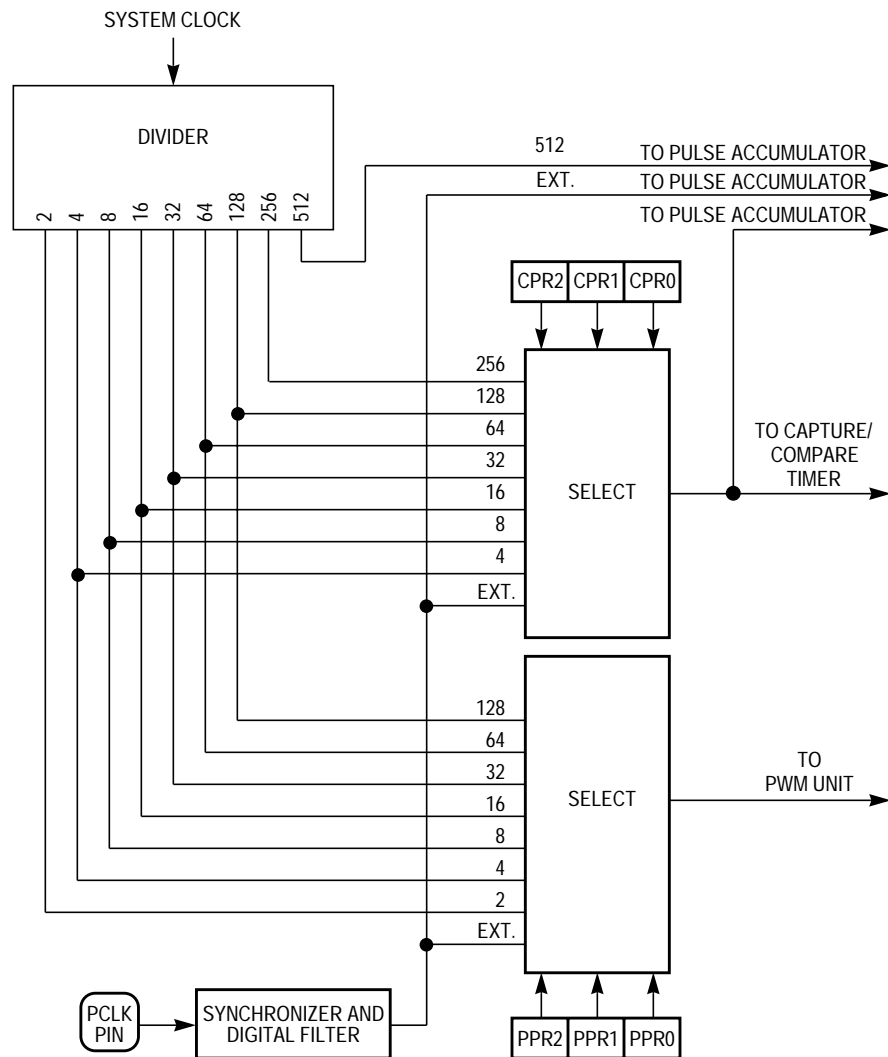 SYSTEM CLOCK
DIVIDER
2
4
8
16
32
64
128
256
512
512
TO PULSE ACCUMULATOR
EXT.
TO PULSE ACCUMULATOR
TO PULSE ACCUMULATOR
CPR2
CPR1
CPR0
256
128
64
32
16
8
4
EXT.
SELECT
TO CAPTURE/
COMPARE
TIMER
128
64
32
16
8
4
2
EXT.
SELECT
TO
PWM UNIT
PCLK
PIN
SYNCHRONIZER AND
DIGITAL FILTER
PPR2
PPR1
PPR0